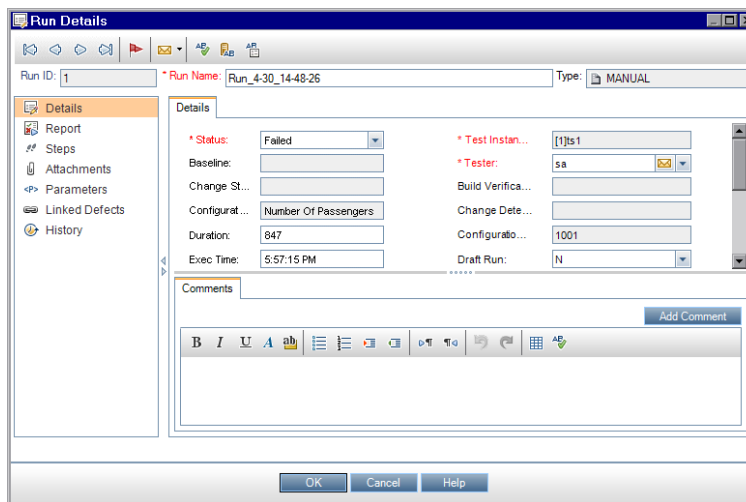 Run Details
Run ID: 1 * Run Name: Run_4-30_14-48-26 Type: MANUAL
Details
Report
Steps
Attachments
<P> Parameters
Linked Defects
History
Details
* Status: Failed * Test Instan... [1]ts1
Baseline: * Tester: sa
Change St... Build Verifica...
Configurat... Number Of Passengers Change Dete...
Duration: 847 Configuratio... 1001
Exec Time: 5:57:15 PM Draft Run: N
Comments
Add Comment
B I U A ab
OK Cancel Help